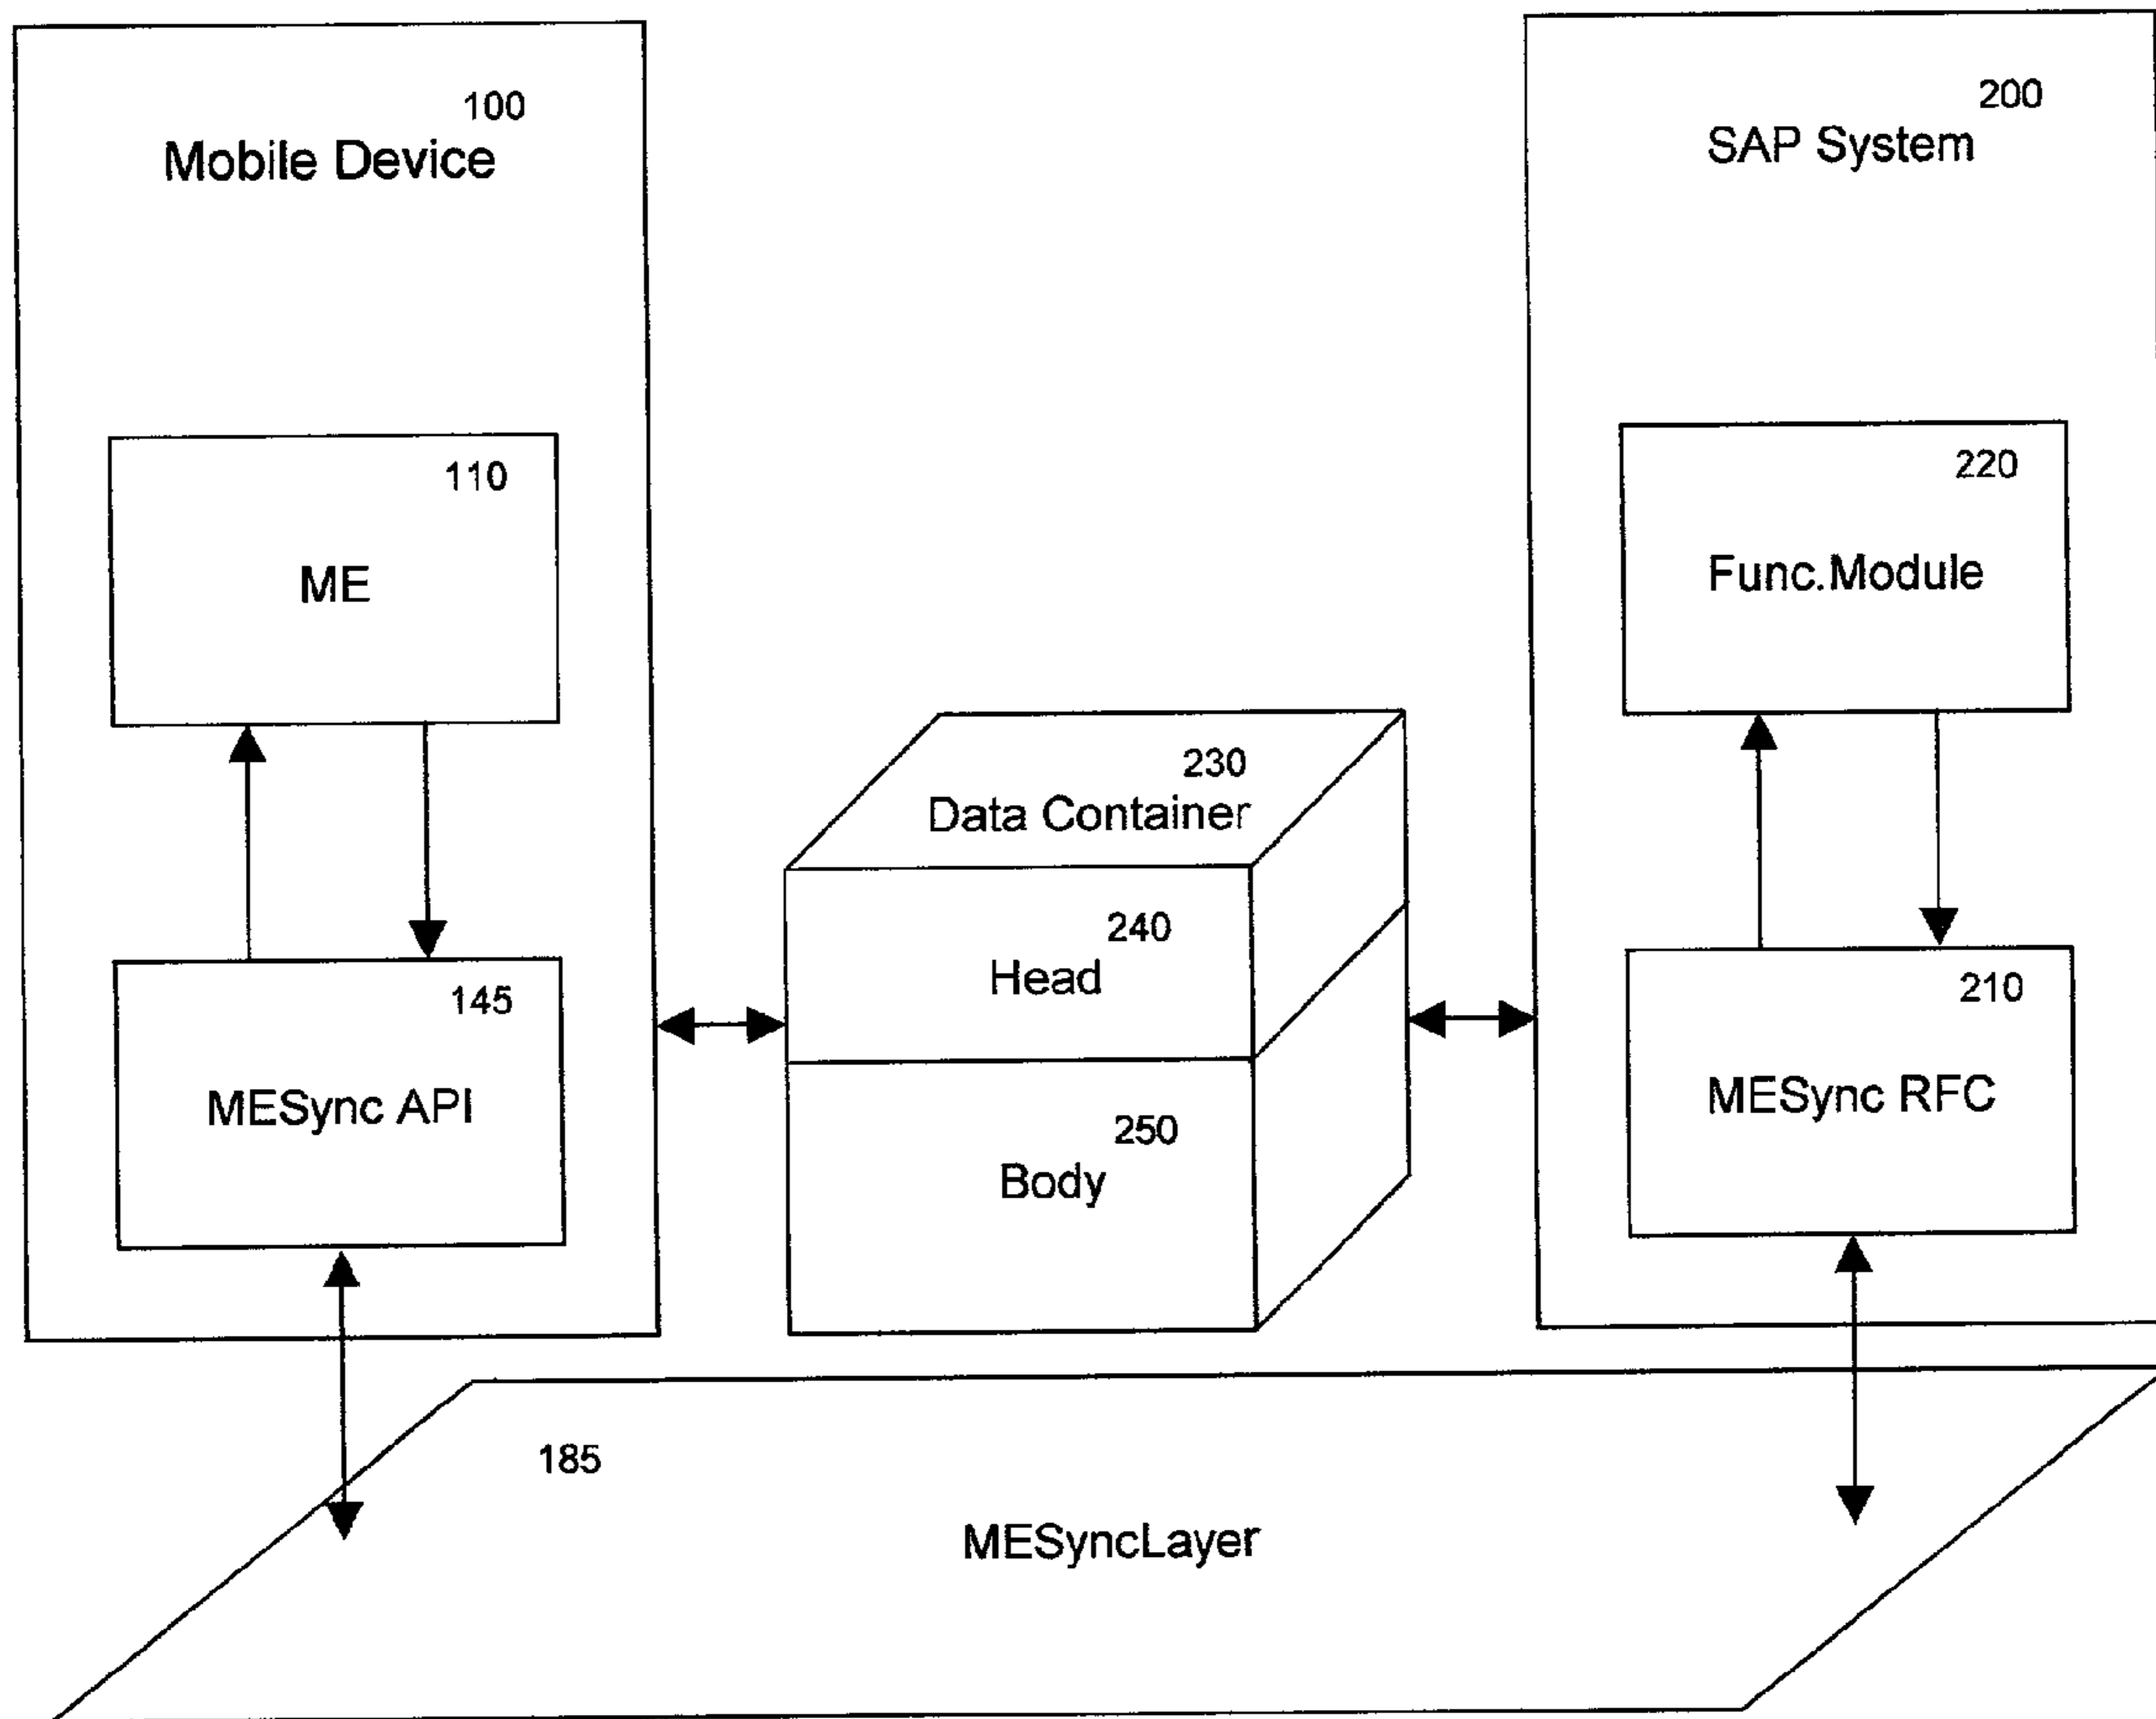 100
Mobile Device
110
ME
145
MESync API
230
Data Container
240
Head
250
Body
200
SAP System
220
Func.Module
210
MESync RFC
185
MESyncLayer